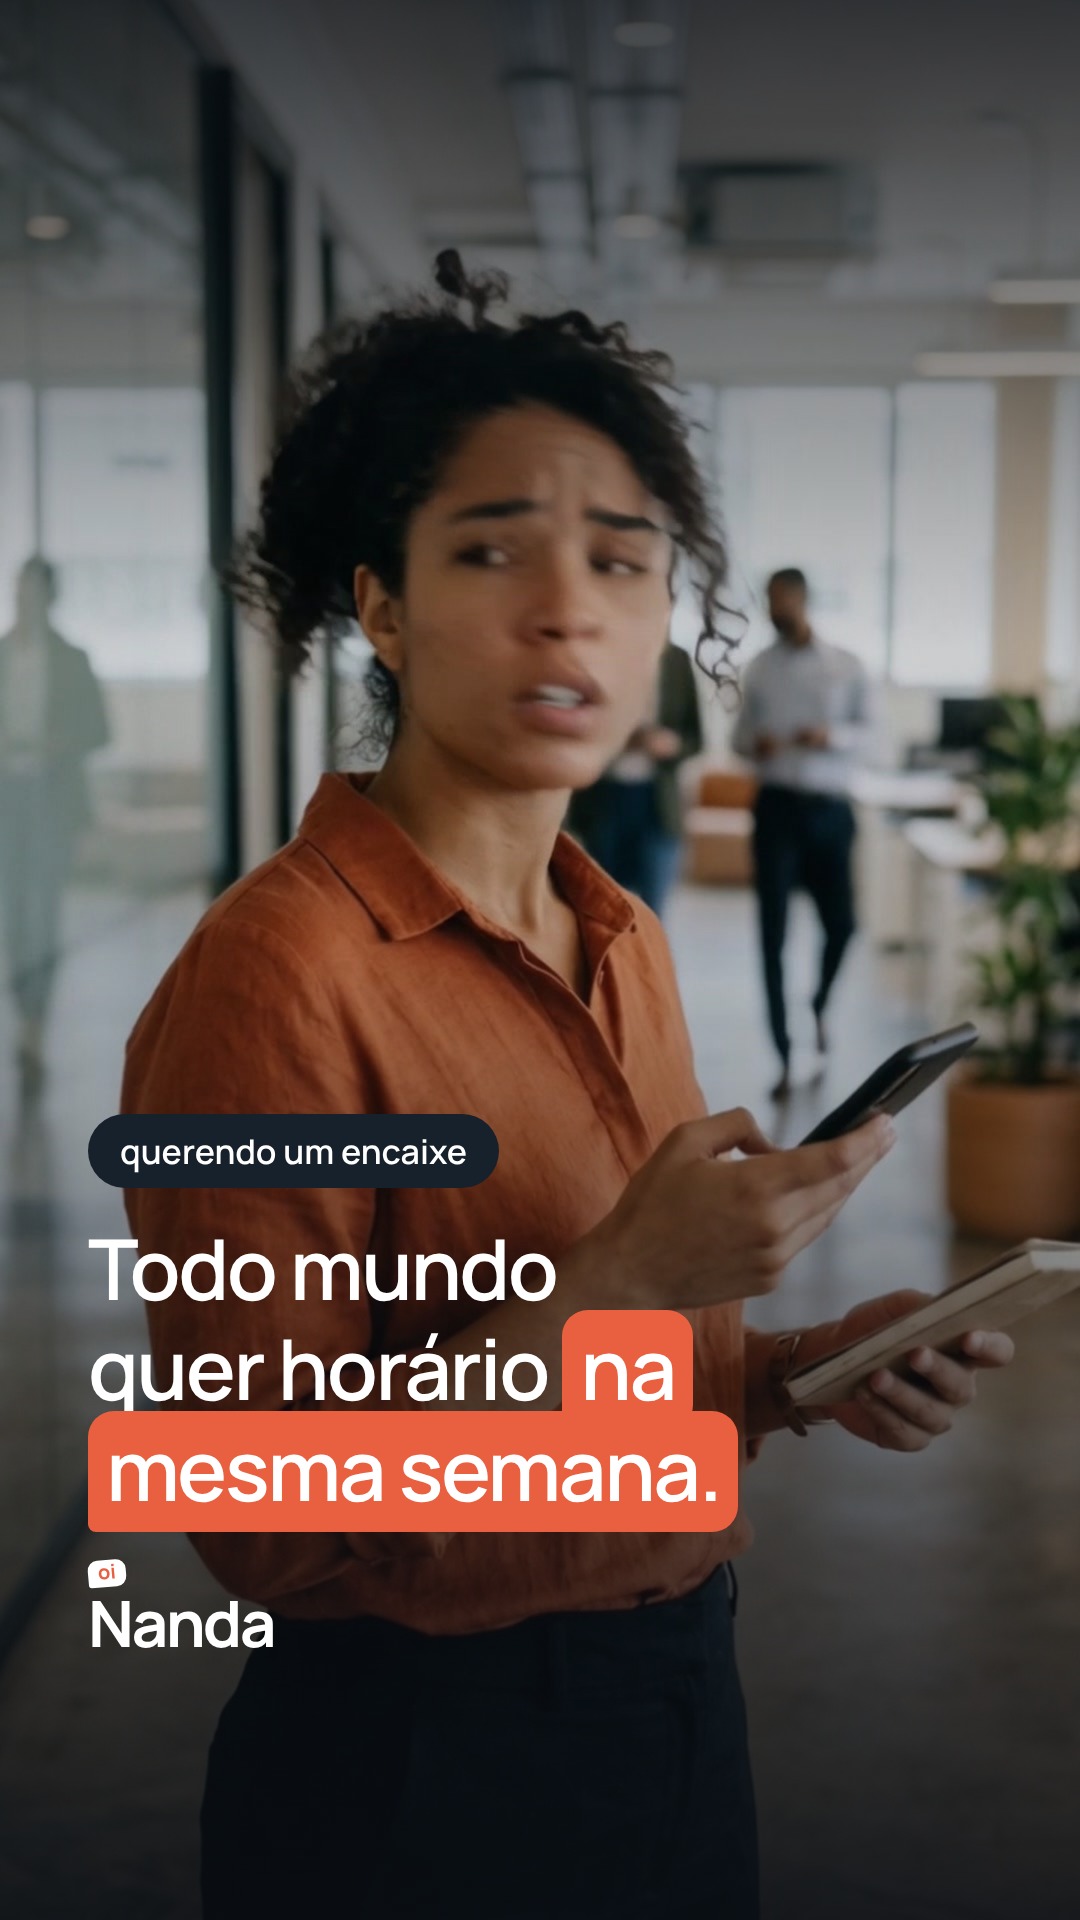 querendo um encaixe
Todo mundo
quer horário na
mesma semana.
oi
Nanda